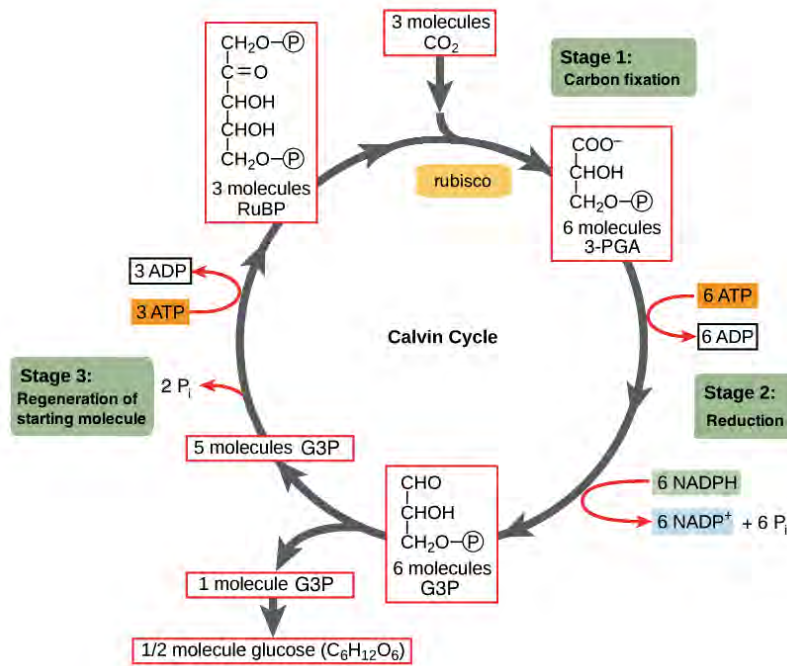 3 molecules
CO₂
Stage 1:
Carbon fixation
CH₂O–Ⓟ
C=O
CHOH
CHOH
CH₂O–Ⓟ
3 molecules
RuBP
rubisco
COO⁻
CHOH
CH₂O–Ⓟ
6 molecules
3-PGA
3 ADP
3 ATP
6 ATP
6 ADP
Calvin Cycle
Stage 3:
Regeneration of
starting molecule
2 Pᵢ
Stage 2:
Reduction
5 molecules G3P
6 NADPH
6 NADP⁺ + 6 Pᵢ
CHO
CHOH
CH₂O–Ⓟ
6 molecules
G3P
1 molecule G3P
1/2 molecule glucose (C₆H₁₂O₆)